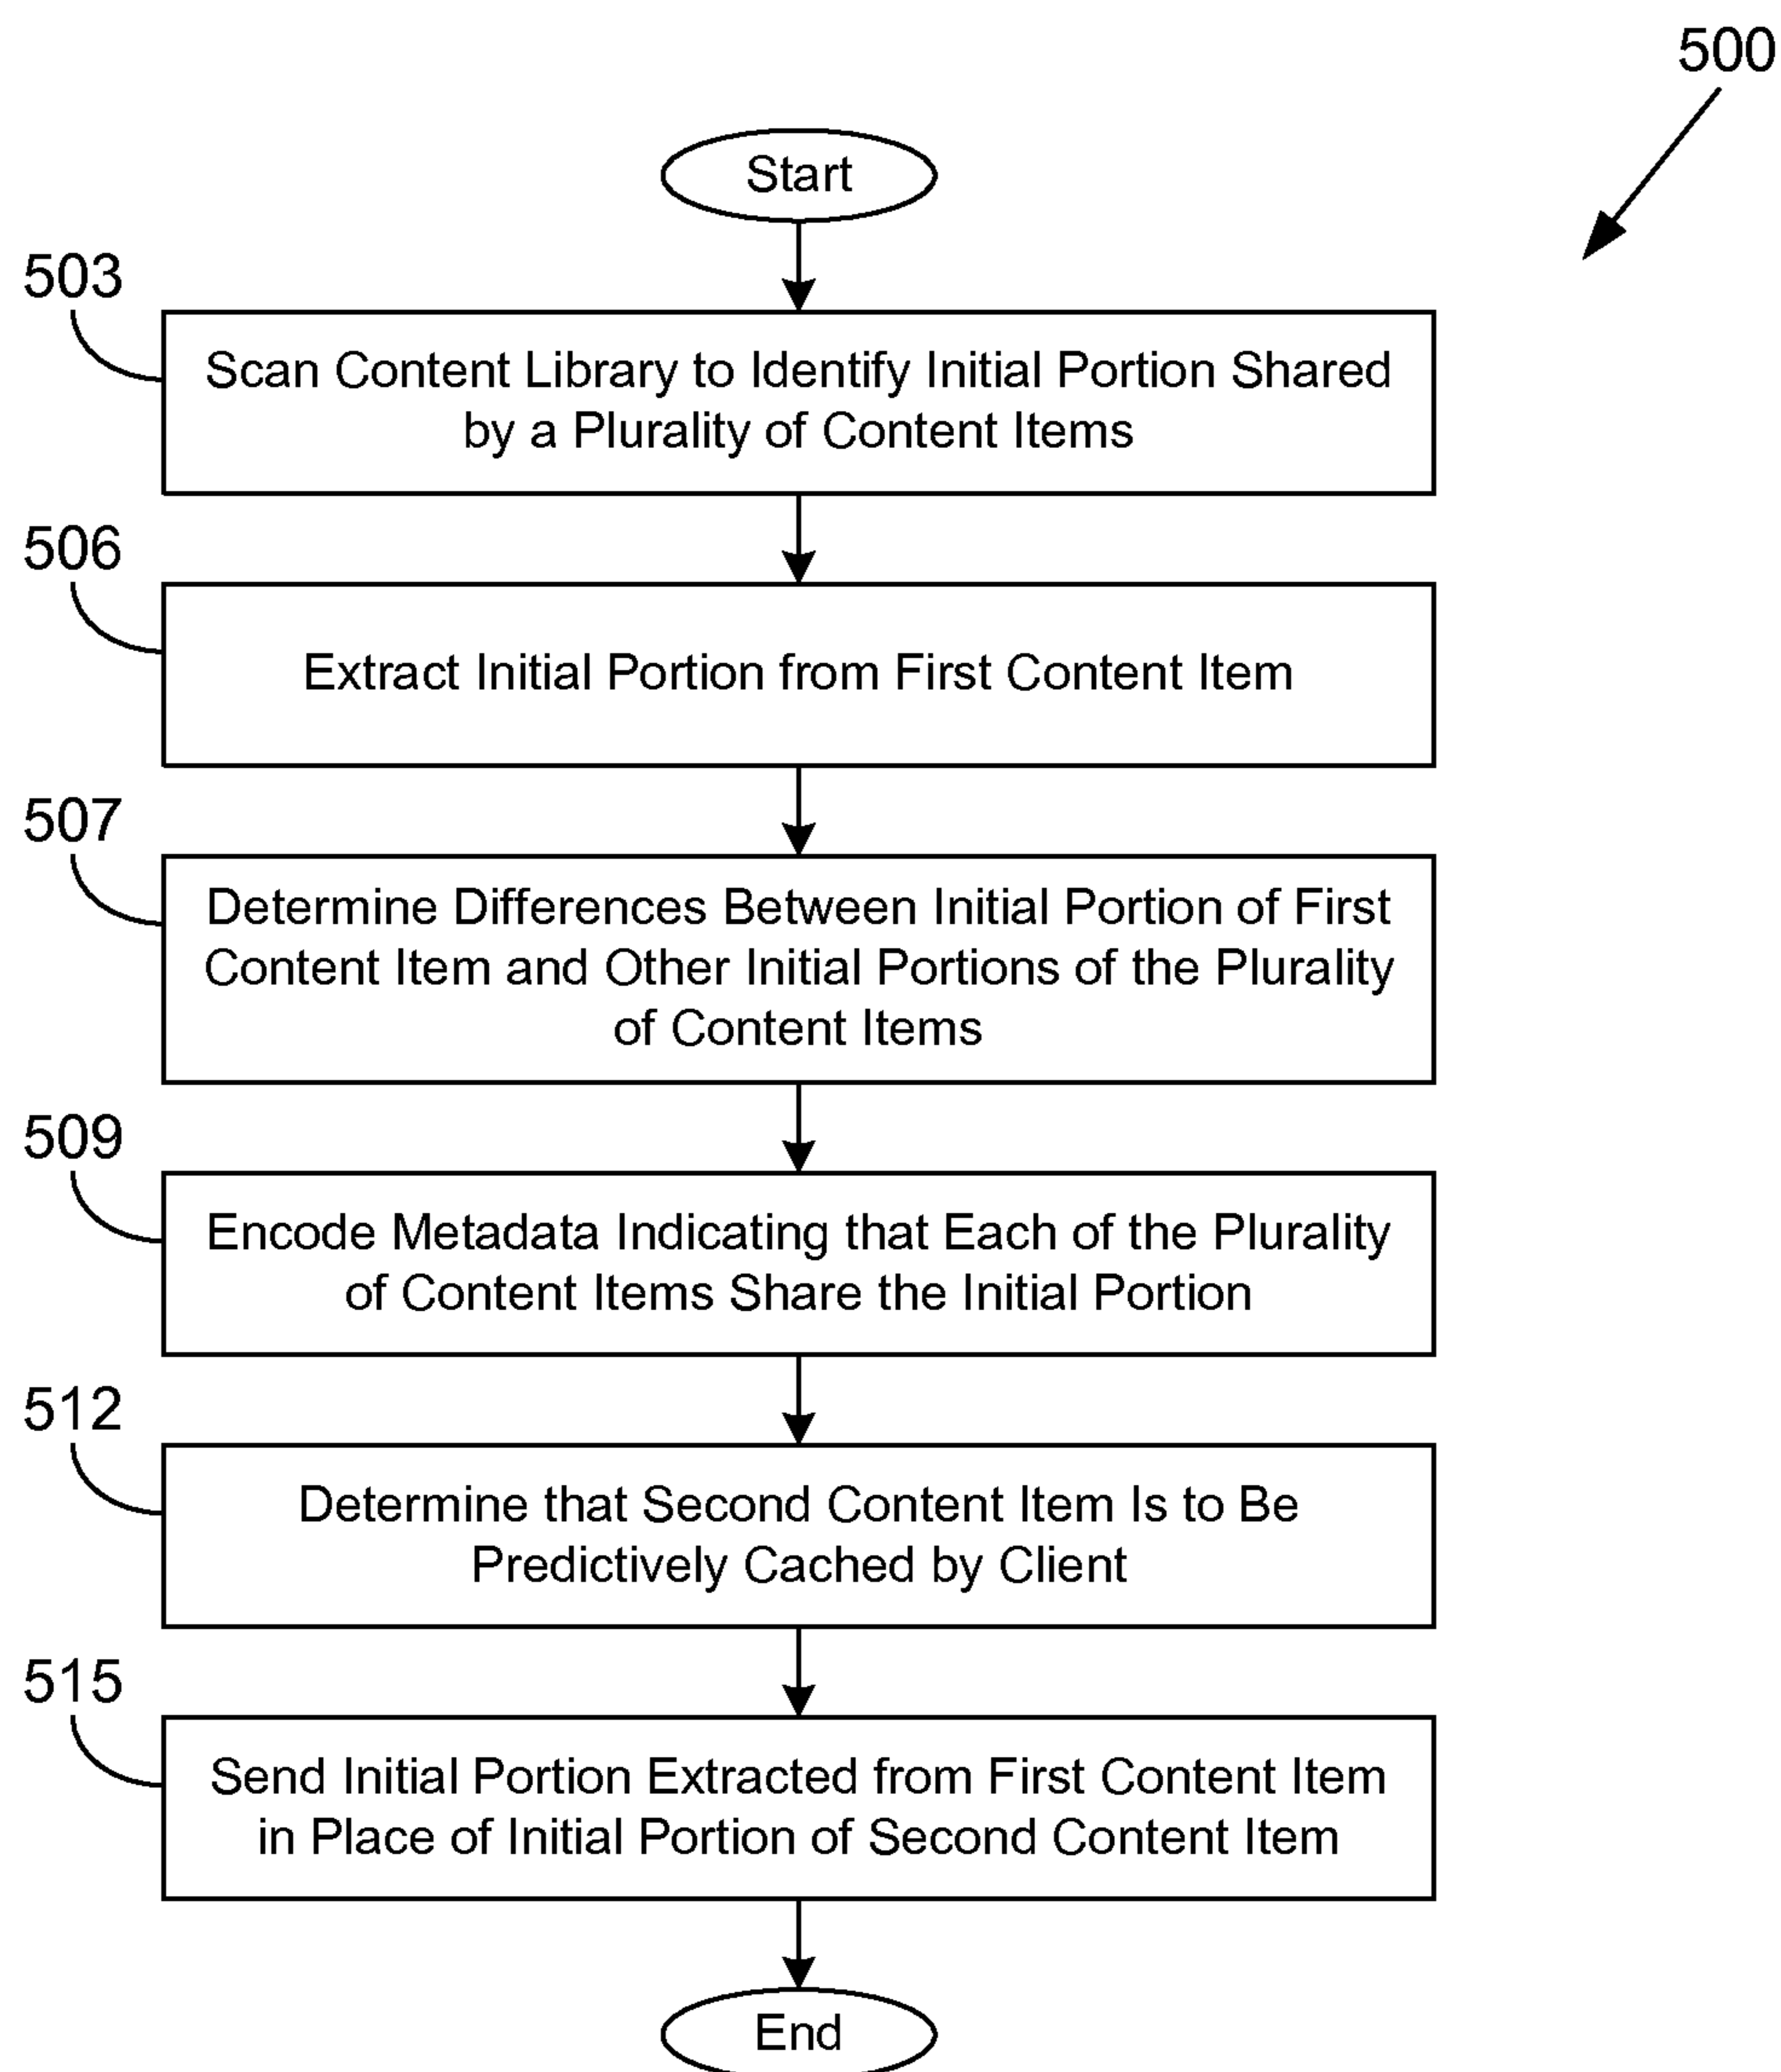 500
Start
503
Scan Content Library to Identify Initial Portion Shared
by a Plurality of Content Items
506
Extract Initial Portion from First Content Item
507
Determine Differences Between Initial Portion of First
Content Item and Other Initial Portions of the Plurality
of Content Items
509
Encode Metadata Indicating that Each of the Plurality
of Content Items Share the Initial Portion
512
Determine that Second Content Item Is to Be
Predictively Cached by Client
515
Send Initial Portion Extracted from First Content Item
in Place of Initial Portion of Second Content Item
End